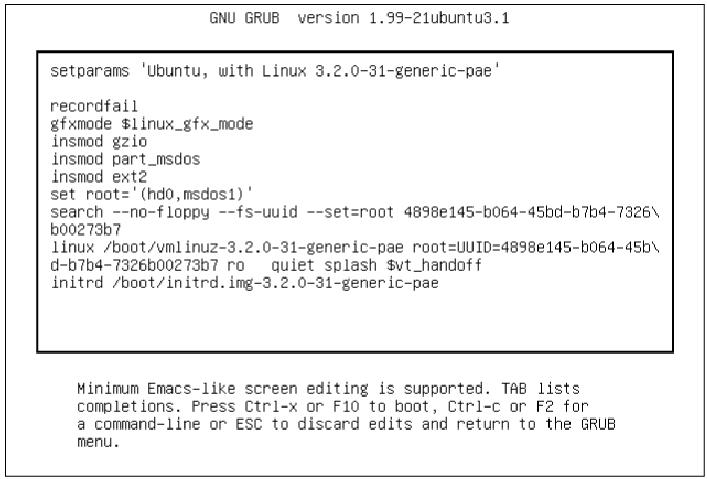 GNU GRUB  version 1.99-21ubuntu3.1
setparams 'Ubuntu, with Linux 3.2.0-31-generic-pae'
recordfail
gfxmode $linux_gfx_mode
insmod gzio
insmod part_msdos
insmod ext2
set root='(hd0,msdos1)'
search --no-floppy --fs-uuid --set=root 4898e145-b064-45bd-b7b4-7326\
b00273b7
linux /boot/vmlinuz-3.2.0-31-generic-pae root=UUID=4898e145-b064-45b\
d-b7b4-7326b00273b7 ro   quiet splash $vt_handoff
initrd /boot/initrd.img-3.2.0-31-generic-pae
Minimum Emacs-like screen editing is supported. TAB lists
completions. Press Ctrl-x or F10 to boot, Ctrl-c or F2 for
a command-line or ESC to discard edits and return to the GRUB
menu.